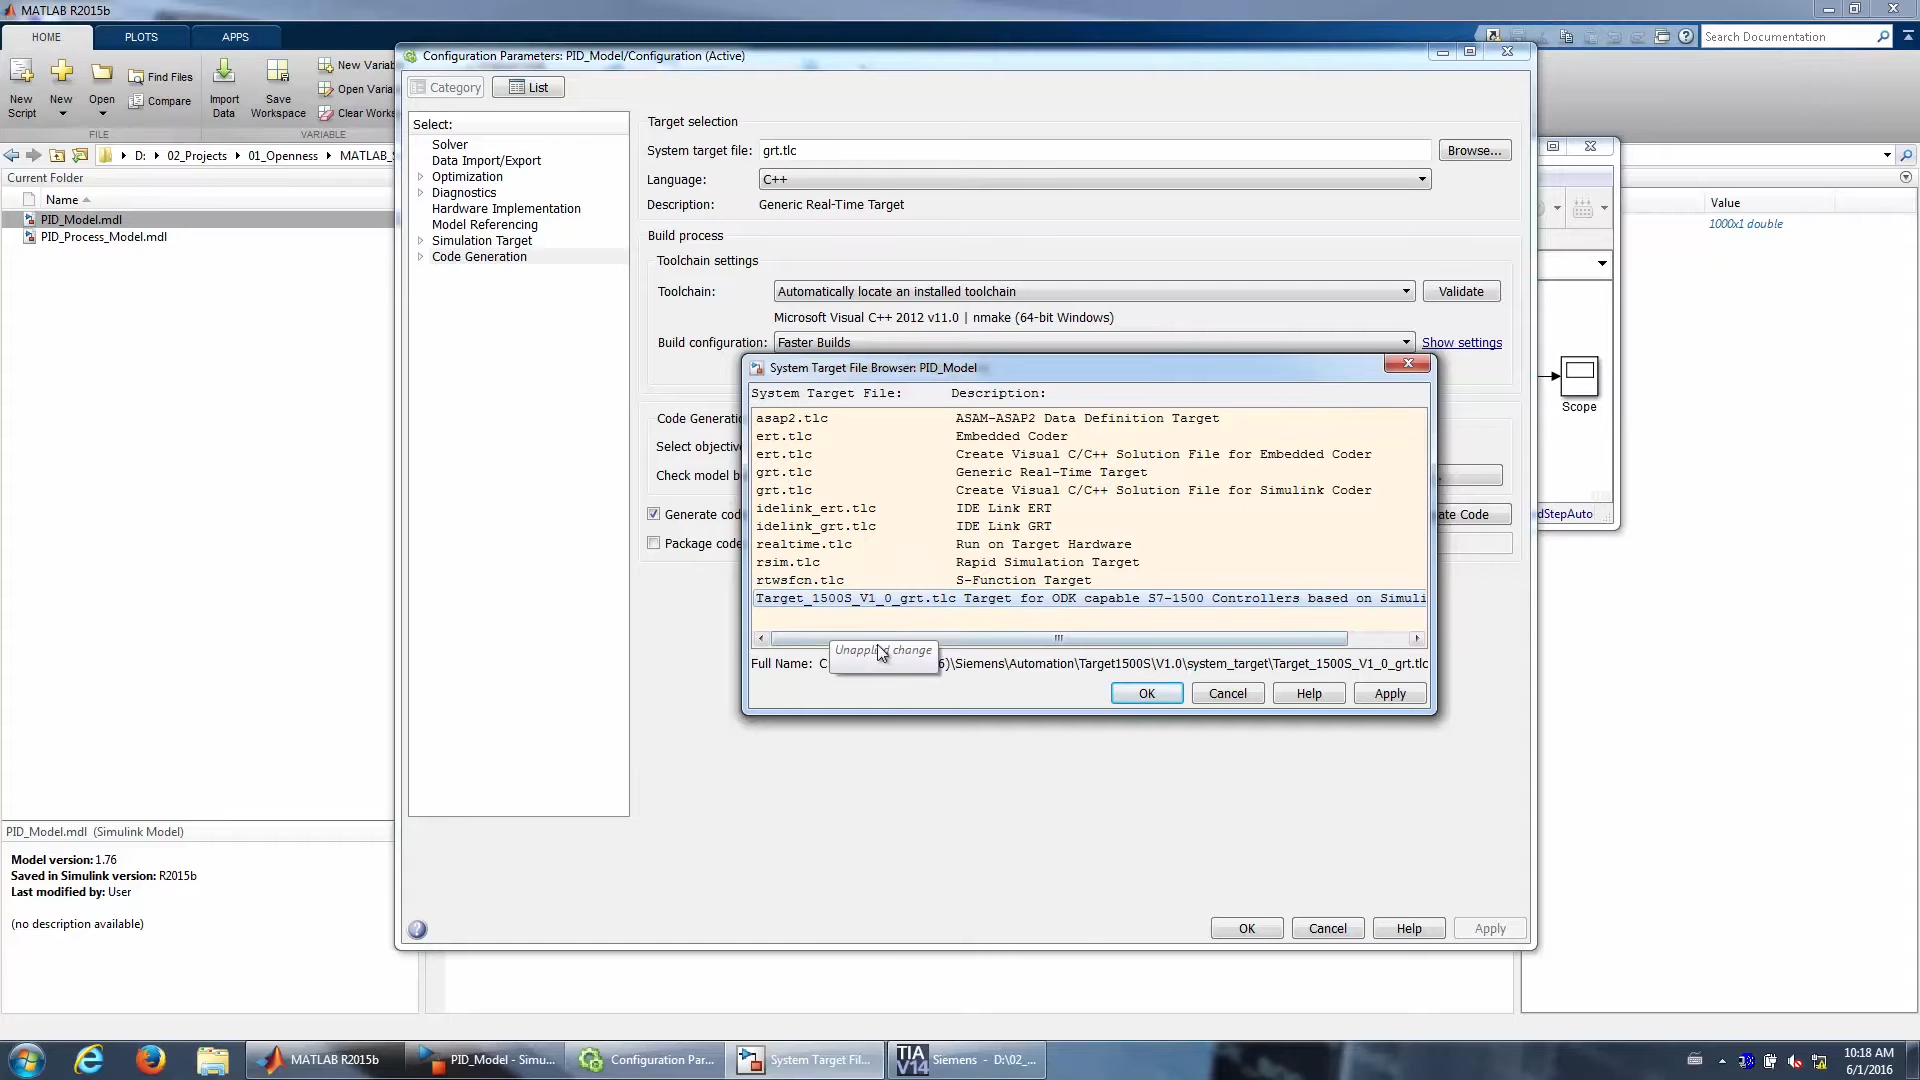 MATLAB R2015b
HOME PLOTS APPS
Search Documentation
New Script
New
Open
Find Files
Compare
Import Data
Save Workspace
New Variab
Open Varia
Clear Works
FILE VARIABLE
D: 02_Projects 01_Openness MATLAB_S
Current Folder
Name
PID_Model.mdl
PID_Process_Model.mdl
PID_Model.mdl (Simulink Model)
Model version: 1.76
Saved in Simulink version: R2015b
Last modified by: User
(no description available)
Configuration Parameters: PID_Model/Configuration (Active)
Category List
Select:
Solver
Data Import/Export
Optimization
Diagnostics
Hardware Implementation
Model Referencing
Simulation Target
Code Generation
Target selection
System target file: grt.tlc Browse...
Language: C++
Description: Generic Real-Time Target
Build process
Toolchain settings
Toolchain: Automatically locate an installed toolchain Validate
Microsoft Visual C++ 2012 v11.0 | nmake (64-bit Windows)
Build configuration: Faster Builds Show settings
Code Generatio
Select objectiv
Check model b
Generate cod
ate Code
Package code
System Target File Browser: PID_Model
System Target File: Description:
asap2.tlc ASAM-ASAP2 Data Definition Target
ert.tlc Embedded Coder
ert.tlc Create Visual C/C++ Solution File for Embedded Coder
grt.tlc Generic Real-Time Target
grt.tlc Create Visual C/C++ Solution File for Simulink Coder
idelink_ert.tlc IDE Link ERT
idelink_grt.tlc IDE Link GRT
realtime.tlc Run on Target Hardware
rsim.tlc Rapid Simulation Target
rtwsfcn.tlc S-Function Target
Target_1500S_V1_0_grt.tlc Target for ODK capable S7-1500 Controllers based on Simuli
Unapplied change
Full Name: C 6)\Siemens\Automation\Target1500S\V1.0\system_target\Target_1500S_V1_0_grt.tlc
OK Cancel Help Apply
OK Cancel Help Apply
Value
1000x1 double
Scope
dStepAuto
MATLAB R2015b
PID_Model - Simu...
Configuration Par...
System Target Fil...
TIA V14
Siemens - D:\02_...
10:18 AM
6/1/2016